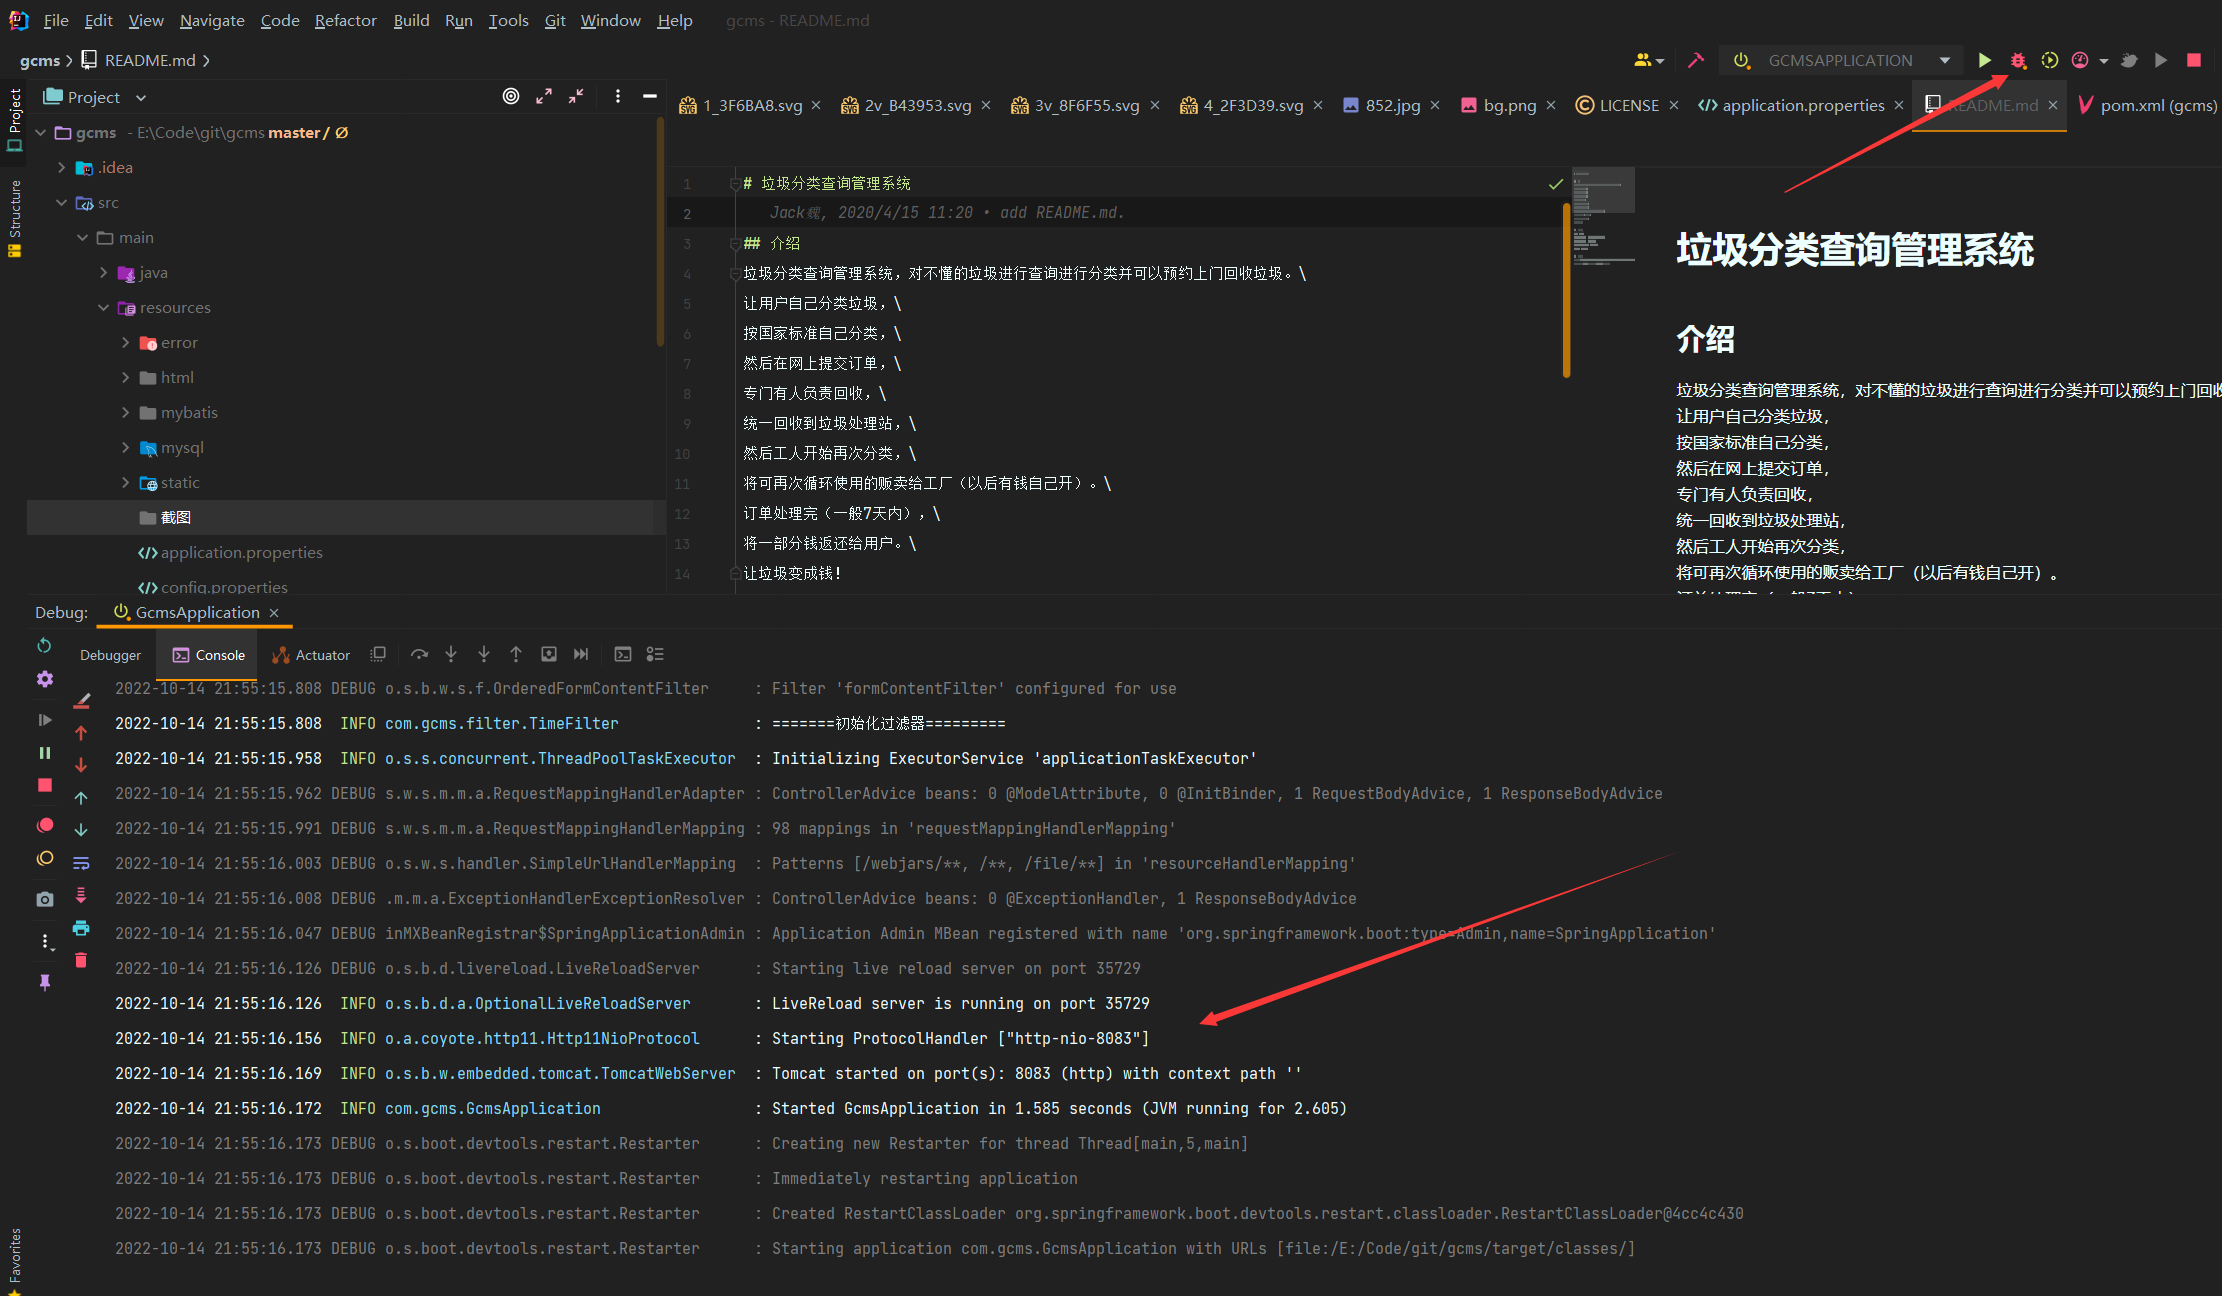 File Edit View Navigate Code Refactor Build Run Tools Git Window Help gcms - README.md
gcms README.md
GCMSAPPLICATION
Project
1_3F6BA8.svg 2v_B43953.svg 3v_8F6F55.svg 4_2F3D39.svg 852.jpg bg.png LICENSE application.properties README.md pom.xml (gcms)
Project
Structure
Favorites
gcms - E:\Code\git\gcms master / Ø
.idea
src
main
java
resources
error
html
mybatis
mysql
static
截图
application.properties
config.properties
1 # 垃圾分类查询管理系统
2 Jack魏, 2020/4/15 11:20 • add README.md.
3 ## 介绍
4 垃圾分类查询管理系统，对不懂的垃圾进行查询进行分类并可以预约上门回收垃圾。\
5 让用户自己分类垃圾，\
6 按国家标准自己分类，\
7 然后在网上提交订单，\
8 专门有人负责回收，\
9 统一回收到垃圾处理站，\
10 然后工人开始再次分类，\
11 将可再次循环使用的贩卖给工厂（以后有钱自己开）。\
12 订单处理完（一般7天内），\
13 将一部分钱返还给用户。\
14 让垃圾变成钱！
垃圾分类查询管理系统
介绍
垃圾分类查询管理系统，对不懂的垃圾进行查询进行分类并可以预约上门回收
让用户自己分类垃圾，
按国家标准自己分类，
然后在网上提交订单，
专门有人负责回收，
统一回收到垃圾处理站，
然后工人开始再次分类，
将可再次循环使用的贩卖给工厂（以后有钱自己开）。
Debug: GcmsApplication
Debugger Console Actuator
2022-10-14 21:55:15.808 DEBUG o.s.b.w.s.f.OrderedFormContentFilter : Filter 'formContentFilter' configured for use
2022-10-14 21:55:15.808 INFO com.gcms.filter.TimeFilter : =======初始化过滤器=========
2022-10-14 21:55:15.958 INFO o.s.s.concurrent.ThreadPoolTaskExecutor : Initializing ExecutorService 'applicationTaskExecutor'
2022-10-14 21:55:15.962 DEBUG s.w.s.m.m.a.RequestMappingHandlerAdapter : ControllerAdvice beans: 0 @ModelAttribute, 0 @InitBinder, 1 RequestBodyAdvice, 1 ResponseBodyAdvice
2022-10-14 21:55:15.991 DEBUG s.w.s.m.m.a.RequestMappingHandlerMapping : 98 mappings in 'requestMappingHandlerMapping'
2022-10-14 21:55:16.003 DEBUG o.s.w.s.handler.SimpleUrlHandlerMapping : Patterns [/webjars/**, /**, /file/**] in 'resourceHandlerMapping'
2022-10-14 21:55:16.008 DEBUG .m.m.a.ExceptionHandlerExceptionResolver : ControllerAdvice beans: 0 @ExceptionHandler, 1 ResponseBodyAdvice
2022-10-14 21:55:16.047 DEBUG inMXBeanRegistrar$SpringApplicationAdmin : Application Admin MBean registered with name 'org.springframework.boot:type=Admin,name=SpringApplication'
2022-10-14 21:55:16.126 DEBUG o.s.b.d.livereload.LiveReloadServer : Starting live reload server on port 35729
2022-10-14 21:55:16.126 INFO o.s.b.d.a.OptionalLiveReloadServer : LiveReload server is running on port 35729
2022-10-14 21:55:16.156 INFO o.a.coyote.http11.Http11NioProtocol : Starting ProtocolHandler ["http-nio-8083"]
2022-10-14 21:55:16.169 INFO o.s.b.w.embedded.tomcat.TomcatWebServer : Tomcat started on port(s): 8083 (http) with context path ''
2022-10-14 21:55:16.172 INFO com.gcms.GcmsApplication : Started GcmsApplication in 1.585 seconds (JVM running for 2.605)
2022-10-14 21:55:16.173 DEBUG o.s.boot.devtools.restart.Restarter : Creating new Restarter for thread Thread[main,5,main]
2022-10-14 21:55:16.173 DEBUG o.s.boot.devtools.restart.Restarter : Immediately restarting application
2022-10-14 21:55:16.173 DEBUG o.s.boot.devtools.restart.Restarter : Created RestartClassLoader org.springframework.boot.devtools.restart.classloader.RestartClassLoader@4cc4c430
2022-10-14 21:55:16.173 DEBUG o.s.boot.devtools.restart.Restarter : Starting application com.gcms.GcmsApplication with URLs [file:/E:/Code/git/gcms/target/classes/]